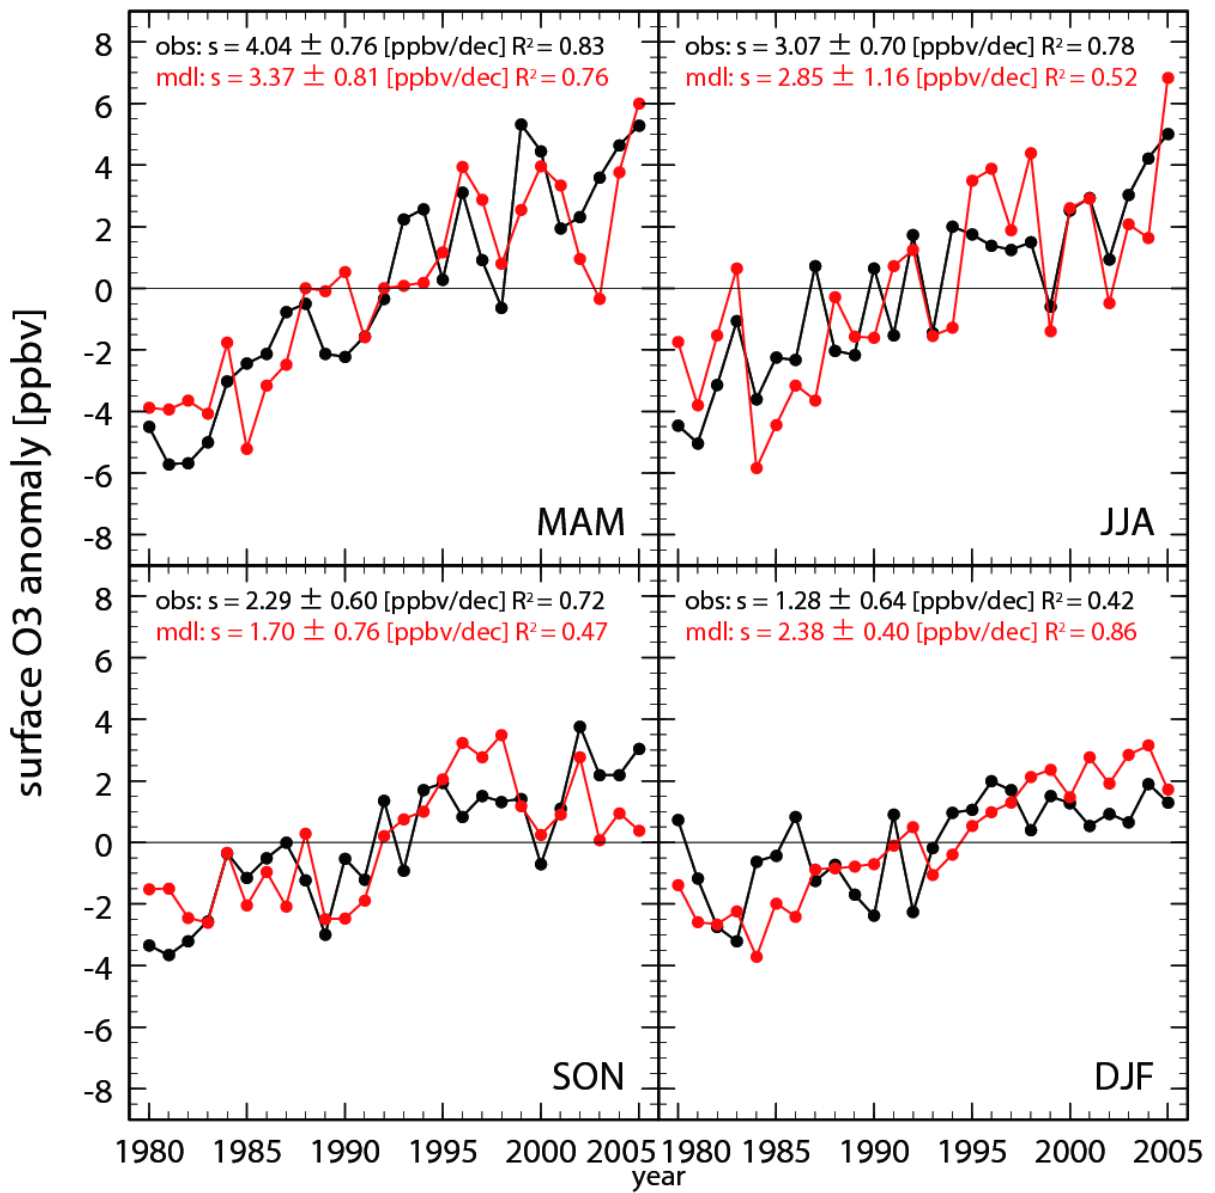 surface O3 anomaly [ppbv]
8
6
4
2
0
-2
-4
-6
-8
obs: s = 4.04 ± 0.76 [ppbv/dec] R² = 0.83
mdl: s = 3.37 ± 0.81 [ppbv/dec] R² = 0.76
MAM
obs: s = 3.07 ± 0.70 [ppbv/dec] R² = 0.78
mdl: s = 2.85 ± 1.16 [ppbv/dec] R² = 0.52
JJA
8
6
4
2
0
-2
-4
-6
-8
obs: s = 2.29 ± 0.60 [ppbv/dec] R² = 0.72
mdl: s = 1.70 ± 0.76 [ppbv/dec] R² = 0.47
SON
obs: s = 1.28 ± 0.64 [ppbv/dec] R² = 0.42
mdl: s = 2.38 ± 0.40 [ppbv/dec] R² = 0.86
DJF
1980 1985 1990 1995 2000 2005 1980 1985 1990 1995 2000 2005
year